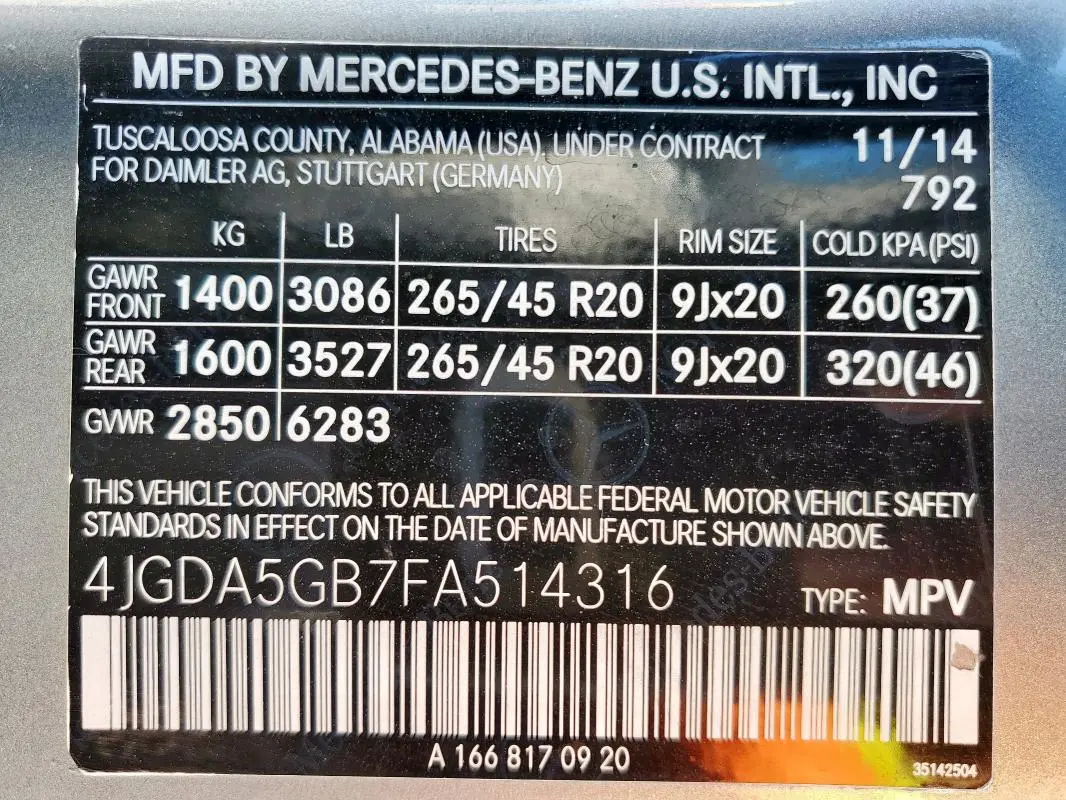 MFD BY MERCEDES-BENZ U.S. INTL., INC
TUSCALOOSA COUNTY, ALABAMA (USA). UNDER CONTRACT 11/14
FOR DAIMLER AG, STUTTGART (GERMANY) 792
KG LB TIRES RIM SIZE COLD KPA (PSI)
GAWR FRONT 1400 3086 265/45 R20 9Jx20 260(37)
GAWR REAR 1600 3527 265/45 R20 9Jx20 320(46)
GVWR 2850 6283
THIS VEHICLE CONFORMS TO ALL APPLICABLE FEDERAL MOTOR VEHICLE SAFETY
STANDARDS IN EFFECT ON THE DATE OF MANUFACTURE SHOWN ABOVE.
4JGDA5GB7FA514316 TYPE: MPV
A 166 817 09 20 35142504